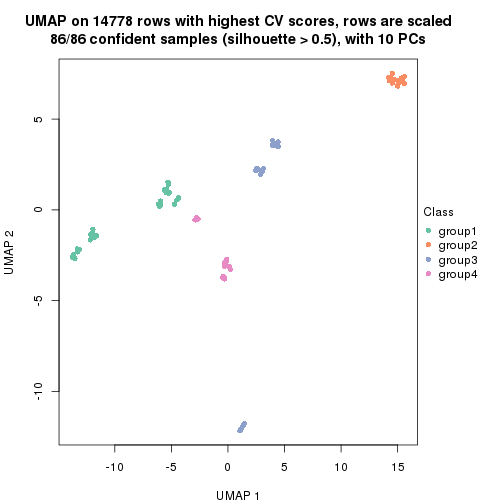 UMAP on 14778 rows with highest CV scores, rows are scaled
86/86 confident samples (silhouette > 0.5), with 10 PCs
5
0
-5
-10
UMAP 2
-10
-5
0
5
10
15
UMAP 1
Class
group1
group2
group3
group4